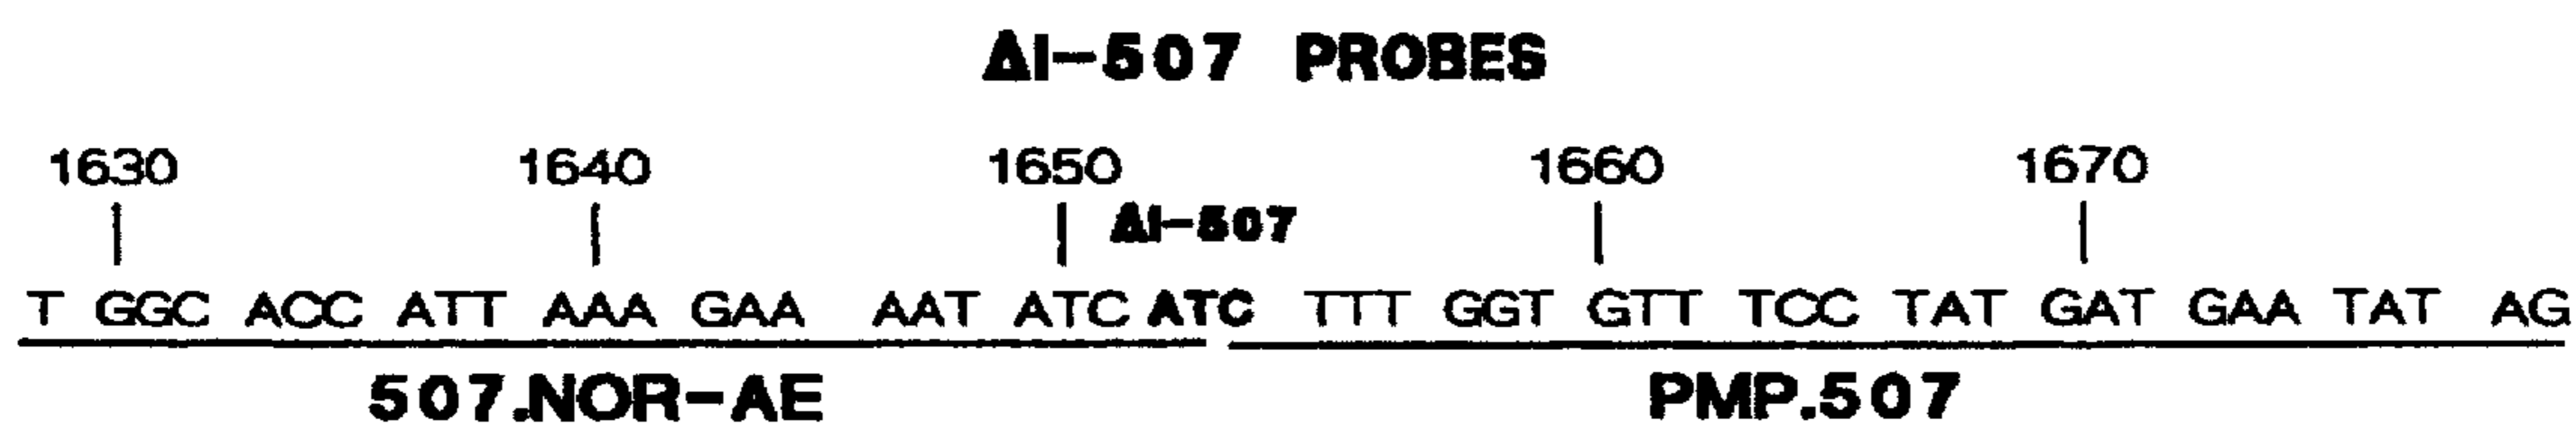 ΔI-507 PROBES
1630 1640 1650 1660 1670
ΔI-507
T GGC ACC ATT AAA GAA AAT ATC ATC TTT GGT GTT TCC TAT GAT GAA TAT AG
507.NOR-AE PMP.507